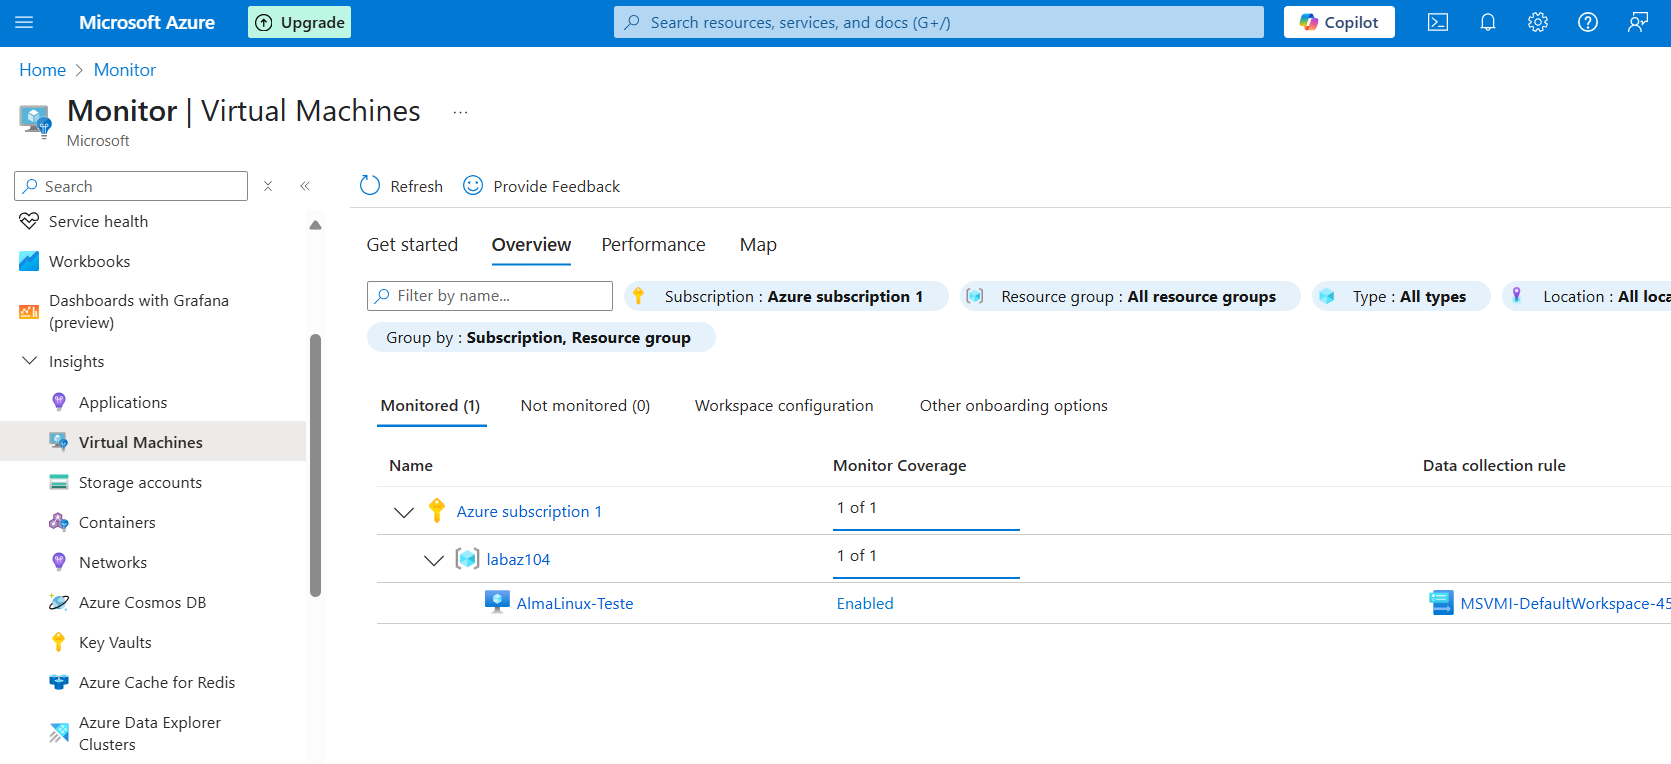 Microsoft Azure
Upgrade
Search resources, services, and docs (G+/)
Copilot
Home > Monitor
Monitor | Virtual Machines ...
Microsoft
Search
Refresh
Provide Feedback
Service health
Workbooks
Dashboards with Grafana
(preview)
Insights
Applications
Virtual Machines
Storage accounts
Containers
Networks
Azure Cosmos DB
Key Vaults
Azure Cache for Redis
Azure Data Explorer
Clusters
Get started Overview Performance Map
Filter by name...
Subscription : Azure subscription 1
Resource group : All resource groups
Type : All types
Location : All loca
Group by : Subscription, Resource group
Monitored (1) Not monitored (0) Workspace configuration Other onboarding options
Name Monitor Coverage Data collection rule
Azure subscription 1 1 of 1
labaz104 1 of 1
AlmaLinux-Teste Enabled MSVMI-DefaultWorkspace-45